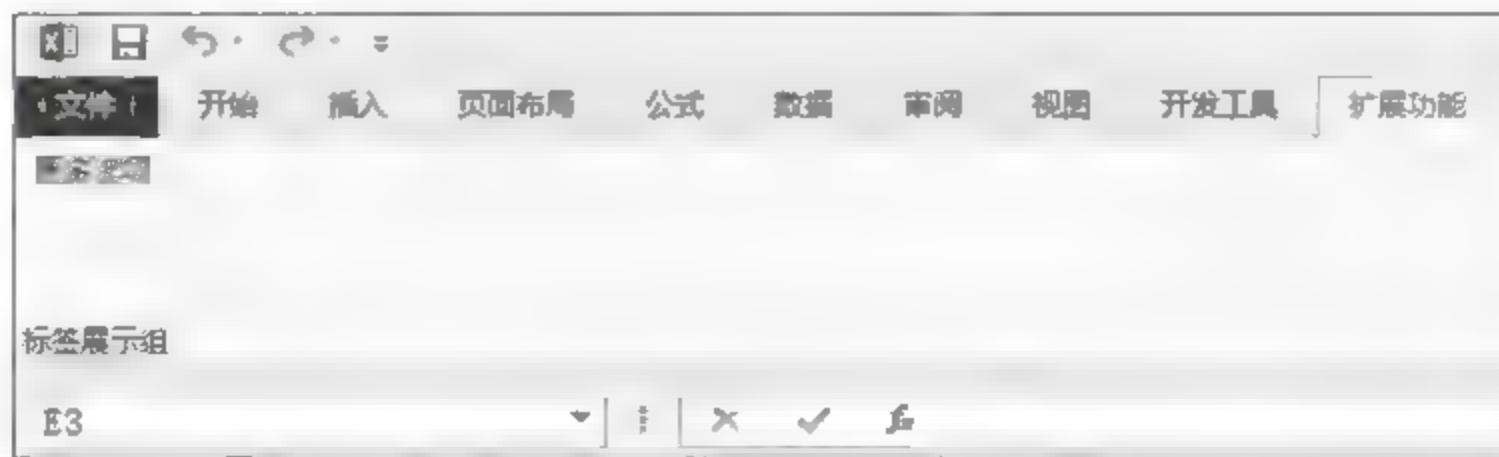 文件 开始 插入 页面布局 公式 数据 审阅 视图 开发工具 扩展功能
标签展示组
E3 fx